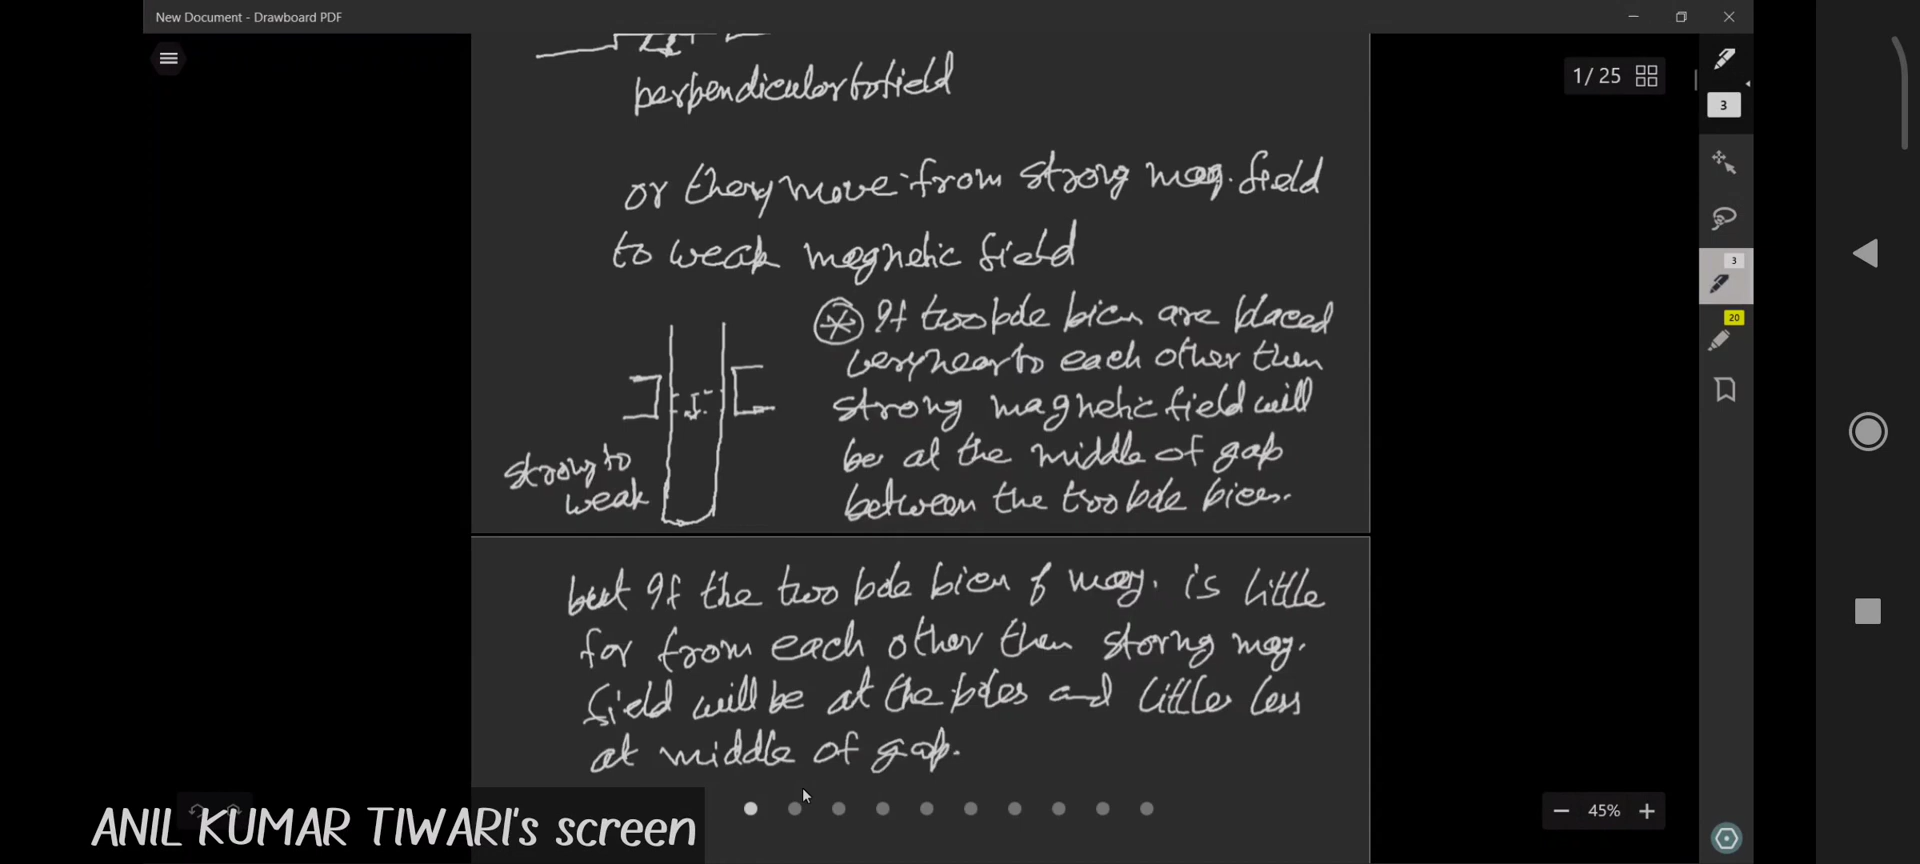 New Document - Drawboard PDF
1 / 25
3
perpendicular to field
or they move from strong mag. field
to weak magnetic field
3
20
* If two pole pieces are placed
very near to each other then
strong magnetic field will
be at the middle of gap
between the two pole pieces.
strong to
weak
but If the two pole pieces of mag. is little
far from each other then storng mag.
field will be at the poles and little less
at middle of gap.
45%
ANIL KUMAR TIWARI's screen